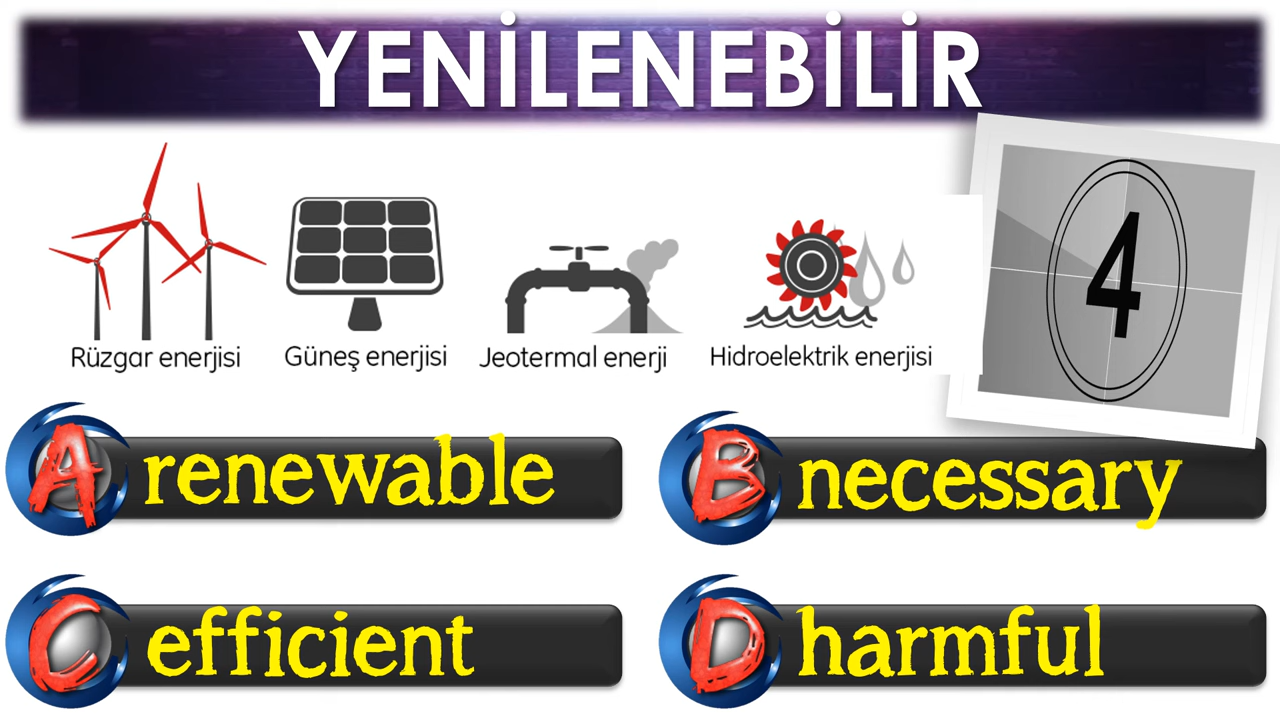 YENİLENEBİLİR
4
Rüzgar enerjisi
Güneş enerjisi
Jeotermal enerji
Hidroelektrik enerjisi
A renewable
B necessary
C efficient
D harmful